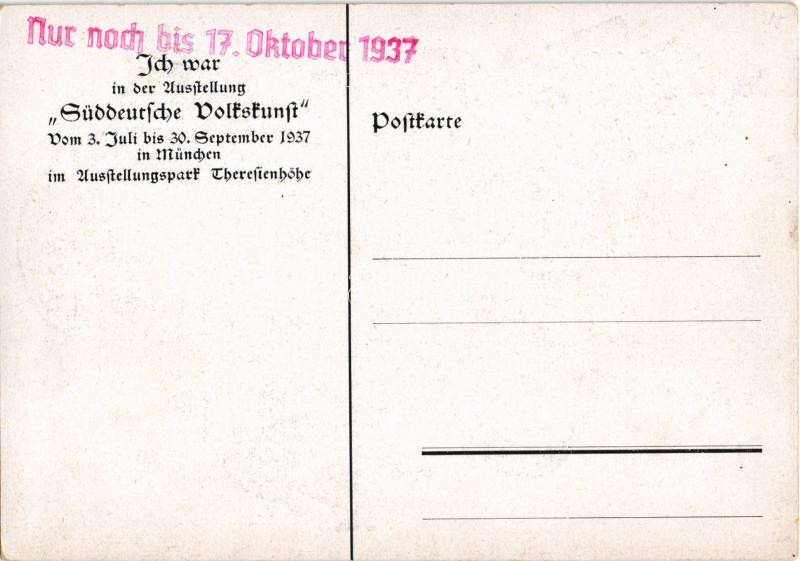 Nur noch bis 17. Oktober 1937
Ich war
in der Ausstellung
„Süddeutsche Volkskunst“
Vom 3. Juli bis 30. September 1937
in München
im Ausstellungspark Theresienhöhe
Postkarte